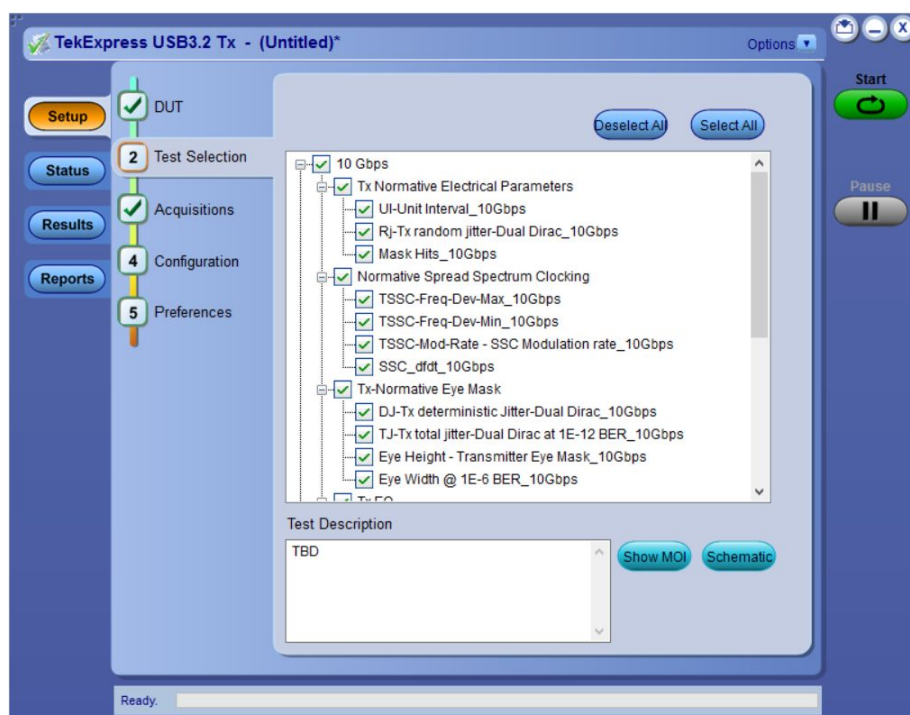 TekExpress USB3.2 Tx - (Untitled)*
Options
Start
Pause
Setup
Status
Results
Reports
DUT
2 Test Selection
Acquisitions
4 Configuration
5 Preferences
Deselect All
Select All
10 Gbps
Tx Normative Electrical Parameters
UI-Unit Interval_10Gbps
Rj-Tx random jitter-Dual Dirac_10Gbps
Mask Hits_10Gbps
Normative Spread Spectrum Clocking
TSSC-Freq-Dev-Max_10Gbps
TSSC-Freq-Dev-Min_10Gbps
TSSC-Mod-Rate - SSC Modulation rate_10Gbps
SSC_dfdt_10Gbps
Tx-Normative Eye Mask
DJ-Tx deterministic Jitter-Dual Dirac_10Gbps
TJ-Tx total jitter-Dual Dirac at 1E-12 BER_10Gbps
Eye Height - Transmitter Eye Mask_10Gbps
Eye Width @ 1E-6 BER_10Gbps
Tx EQ
Test Description
TBD
Show MOI
Schematic
Ready.